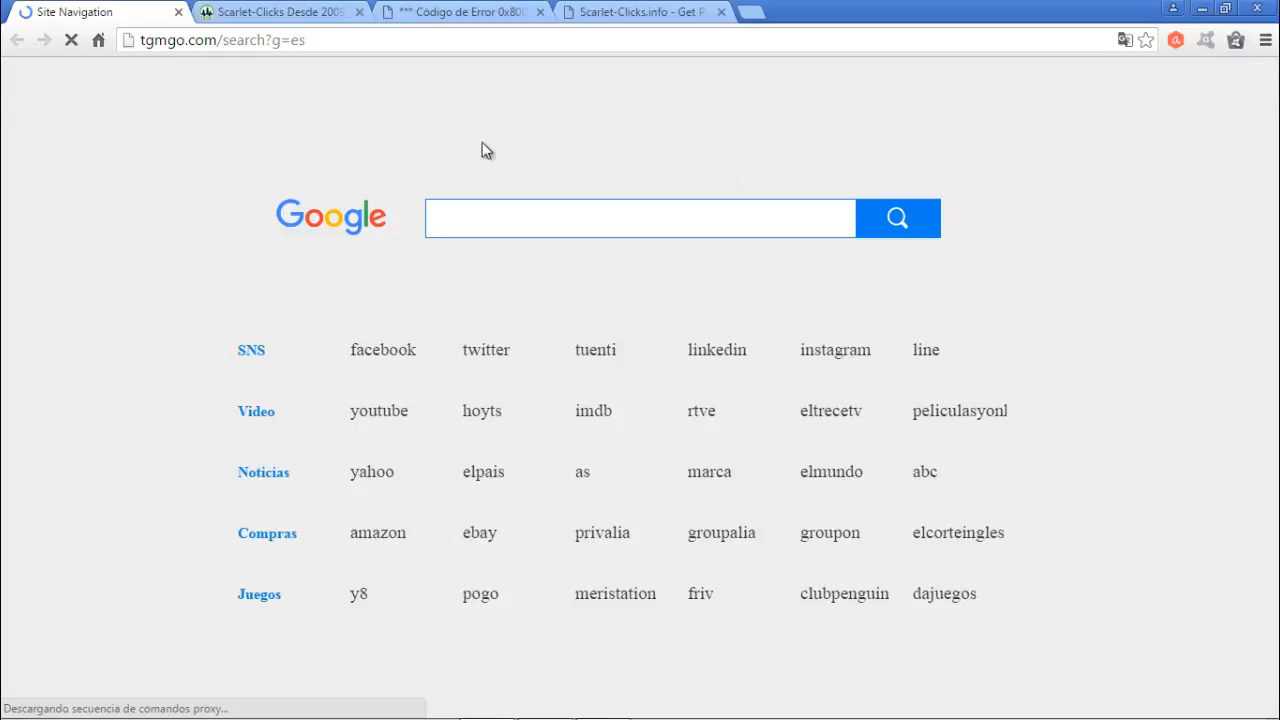 Site Navigation
Scarlet-Clicks Desde 2009
*** Código de Error 0x800
Scarlet-Clicks.info - Get P
tgmgo.com/search?g=es
Google
SNS facebook twitter tuenti linkedin instagram line
Video youtube hoyts imdb rtve eltrecetv peliculasyonl
Noticias yahoo elpais as marca elmundo abc
Compras amazon ebay privalia groupalia groupon elcorteingles
Juegos y8 pogo meristation friv clubpenguin dajuegos
Descargando secuencia de comandos proxy...